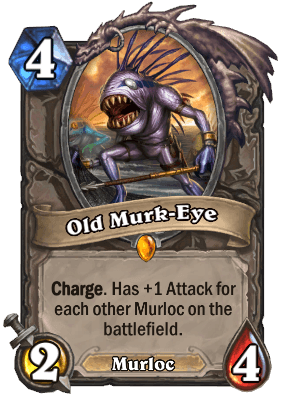 4
Old Murk-Eye
Charge. Has +1 Attack for
each other Murloc on the
battlefield.
2
Murloc
4